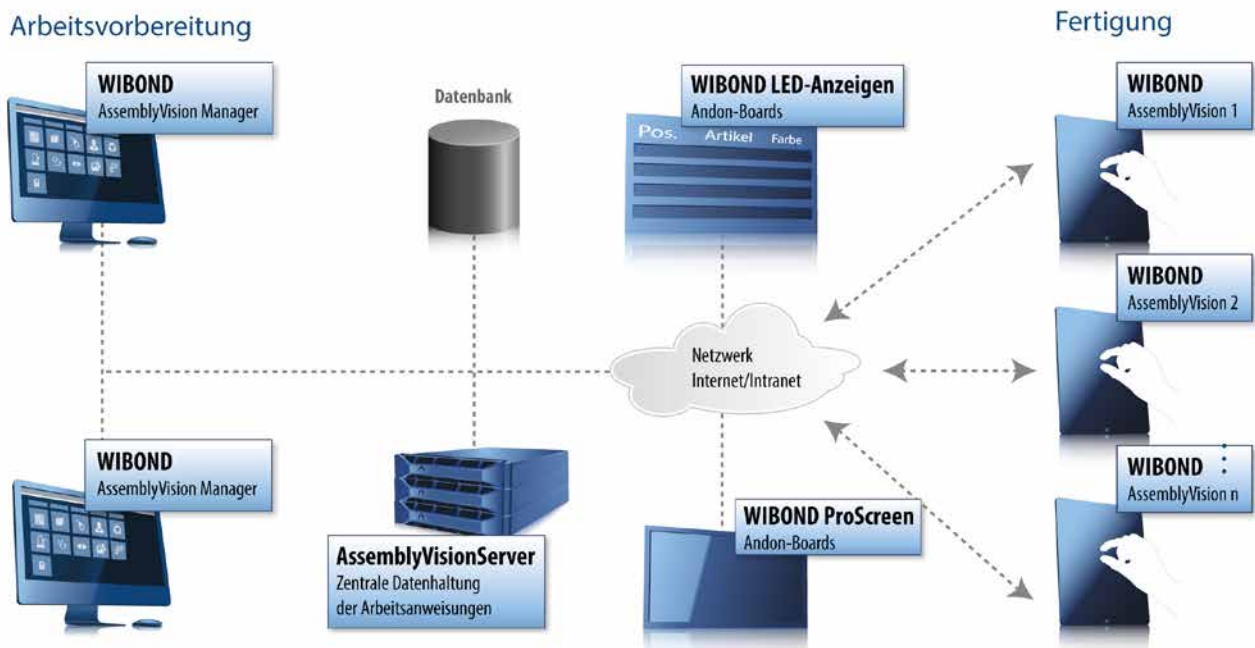 Arbeitsvorbereitung
Fertigung
WIBOND
AssemblyVision Manager
Datenbank
WIBOND LED-Anzeigen
Andon-Boards
Pos. Artikel Farbe
WIBOND
AssemblyVision 1
WIBOND
AssemblyVision 2
Netzwerk
Internet/Intranet
WIBOND
AssemblyVision Manager
AssemblyVisionServer
Zentrale Datenhaltung
der Arbeitsanweisungen
WIBOND ProScreen
Andon-Boards
WIBOND
AssemblyVision n